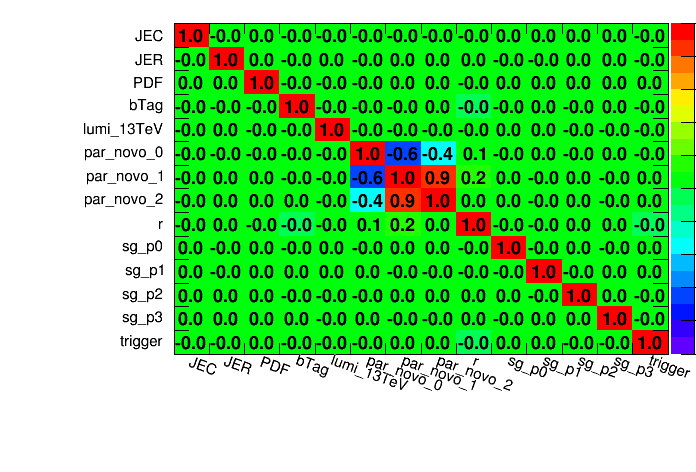 JEC 1.0 -0.0 0.0 -0.0 -0.0 -0.0 -0.0 -0.0 -0.0 0.0 -0.0 0.0 0.0 -0.0
JER -0.0 1.0 0.0 -0.0 0.0 -0.0 -0.0 -0.0 0.0 -0.0 -0.0 -0.0 0.0 -0.0
PDF 0.0 0.0 1.0 -0.0 -0.0 -0.0 -0.0 -0.0 -0.0 0.0 -0.0 0.0 0.0 0.0
bTag -0.0 -0.0 -0.0 1.0 -0.0 -0.0 -0.0 -0.0 -0.0 0.0 0.0 -0.0 -0.0 -0.0
lumi_13TeV -0.0 0.0 -0.0 -0.0 1.0 -0.0 -0.0 -0.0 -0.0 -0.0 0.0 -0.0 -0.0 -0.0
par_novo_0 -0.0 -0.0 -0.0 -0.0 -0.0 1.0 -0.6 -0.4 0.1 -0.0 0.0 -0.0 -0.0 -0.0
par_novo_1 -0.0 -0.0 -0.0 -0.0 -0.0 -0.6 1.0 0.9 0.2 -0.0 -0.0 -0.0 -0.0 -0.0
par_novo_2 -0.0 -0.0 -0.0 -0.0 -0.0 -0.4 0.9 1.0 0.0 0.0 -0.0 0.0 0.0 -0.0
r -0.0 0.0 -0.0 -0.0 -0.0 0.1 0.2 0.0 1.0 -0.0 -0.0 -0.0 0.0 -0.0
sg_p0 0.0 -0.0 0.0 0.0 -0.0 -0.0 -0.0 0.0 -0.0 1.0 -0.0 0.0 0.0 0.0
sg_p1 -0.0 -0.0 -0.0 0.0 0.0 0.0 -0.0 -0.0 -0.0 -0.0 1.0 -0.0 0.0 0.0
sg_p2 0.0 -0.0 0.0 -0.0 -0.0 -0.0 -0.0 0.0 -0.0 0.0 -0.0 1.0 -0.0 0.0
sg_p3 0.0 0.0 0.0 -0.0 -0.0 -0.0 -0.0 0.0 0.0 0.0 0.0 -0.0 1.0 -0.0
trigger -0.0 -0.0 0.0 -0.0 -0.0 -0.0 -0.0 -0.0 -0.0 0.0 0.0 0.0 -0.0 1.0
JEC JER PDF bTag lumi_13TeV par_novo_0 par_novo_1 par_novo_2 r sg_p0 sg_p1 sg_p2 sg_p3 trigger